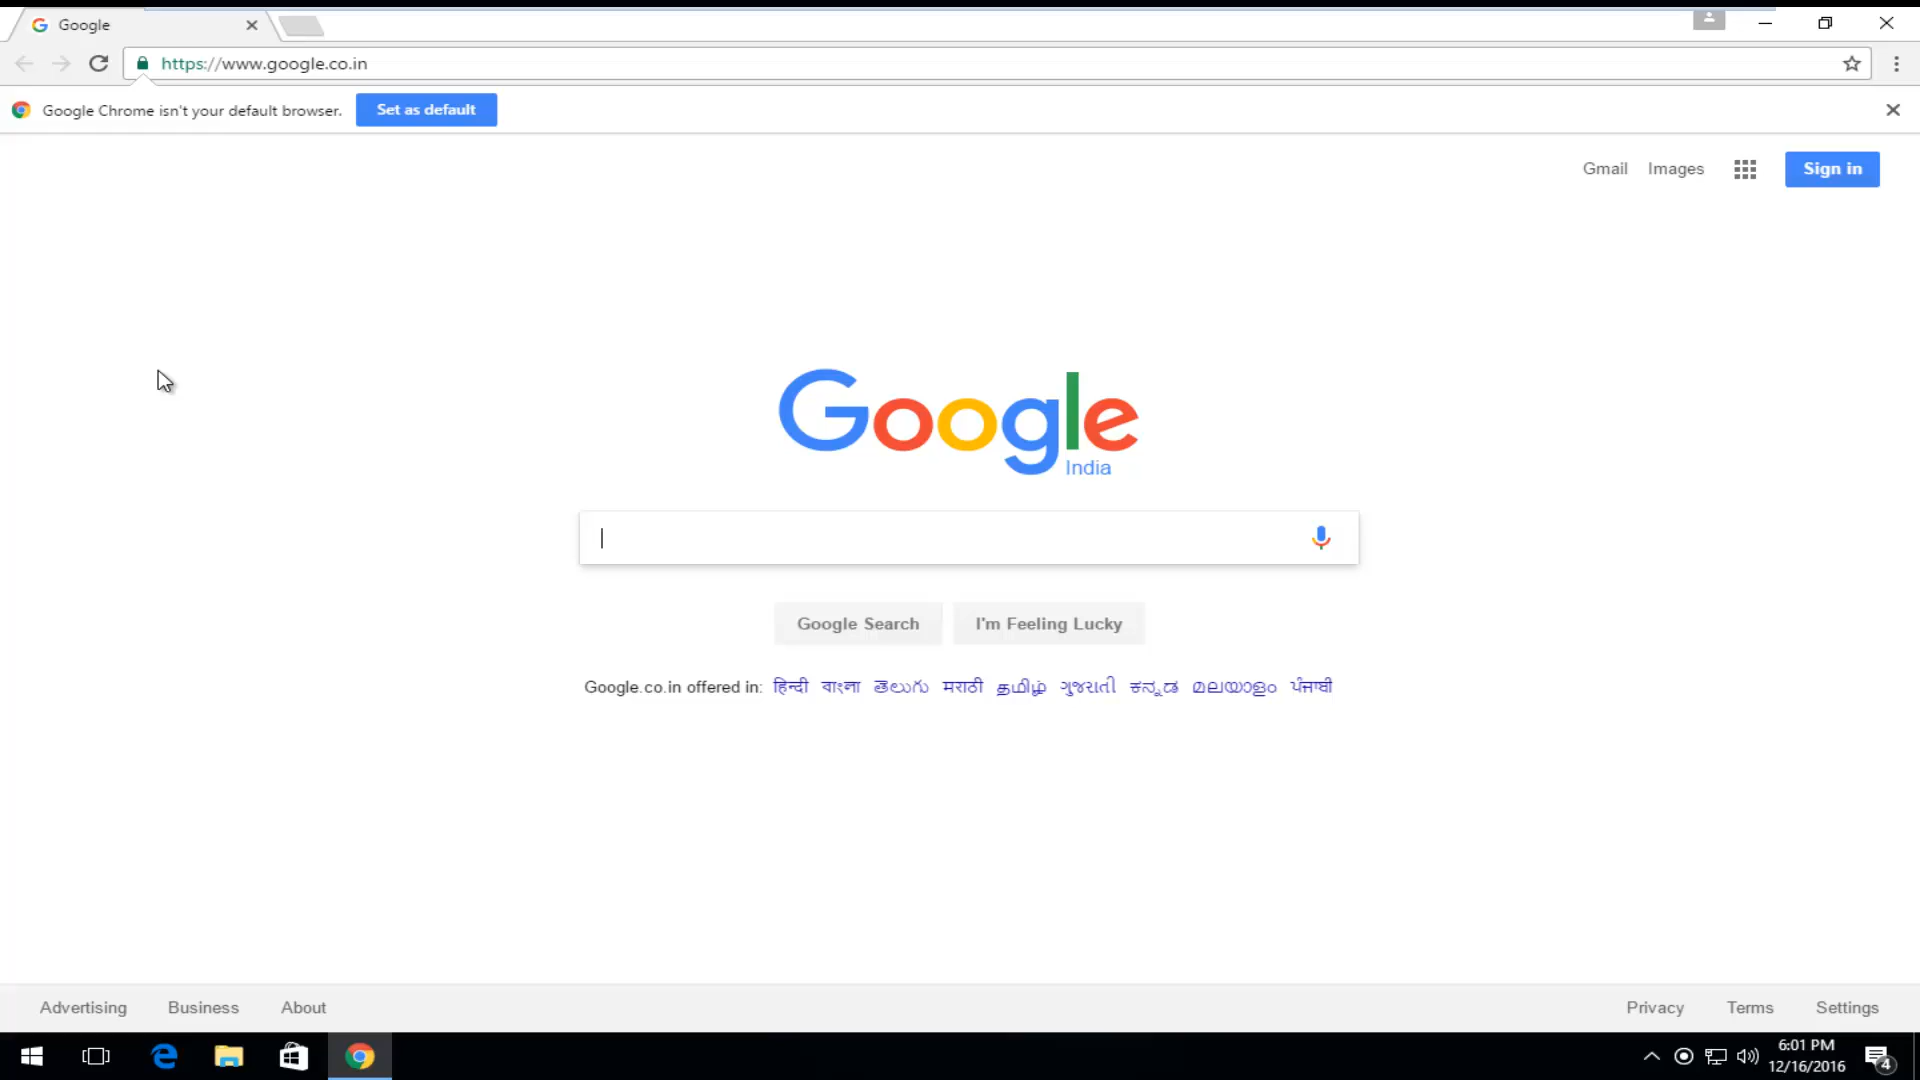 Google
https://www.google.co.in
Google Chrome isn't your default browser. Set as default
Gmail Images Sign in
Google
India
Google Search I'm Feeling Lucky
Google.co.in offered in: हिन्दी বাংলা తెలుగు मराठी தமிழ் ગુજરાતી ಕನ್ನಡ മലയാളം ਪੰਜਾਬੀ
Advertising Business About Privacy Terms Settings
6:01 PM
12/16/2016
4